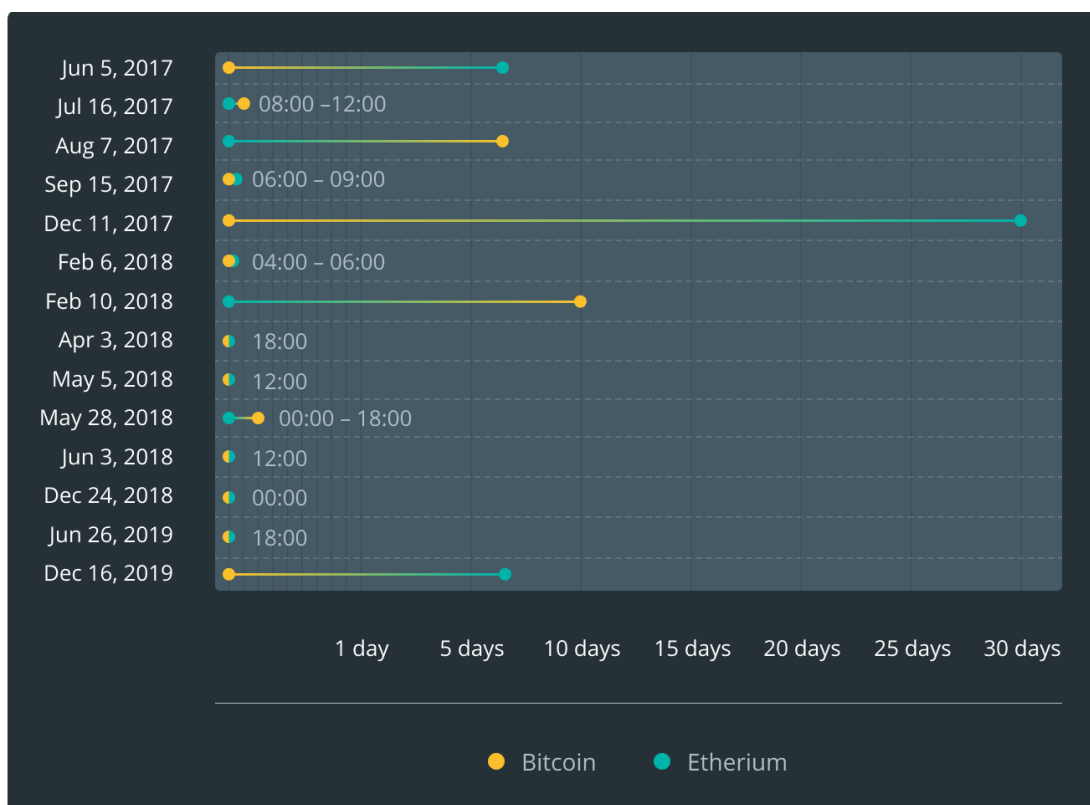 Jun 5, 2017
Jul 16, 2017 08:00 –12:00
Aug 7, 2017
Sep 15, 2017 06:00 – 09:00
Dec 11, 2017
Feb 6, 2018 04:00 – 06:00
Feb 10, 2018
Apr 3, 2018 18:00
May 5, 2018 12:00
May 28, 2018 00:00 – 18:00
Jun 3, 2018 12:00
Dec 24, 2018 00:00
Jun 26, 2019 18:00
Dec 16, 2019
1 day 5 days 10 days 15 days 20 days 25 days 30 days
Bitcoin Etherium